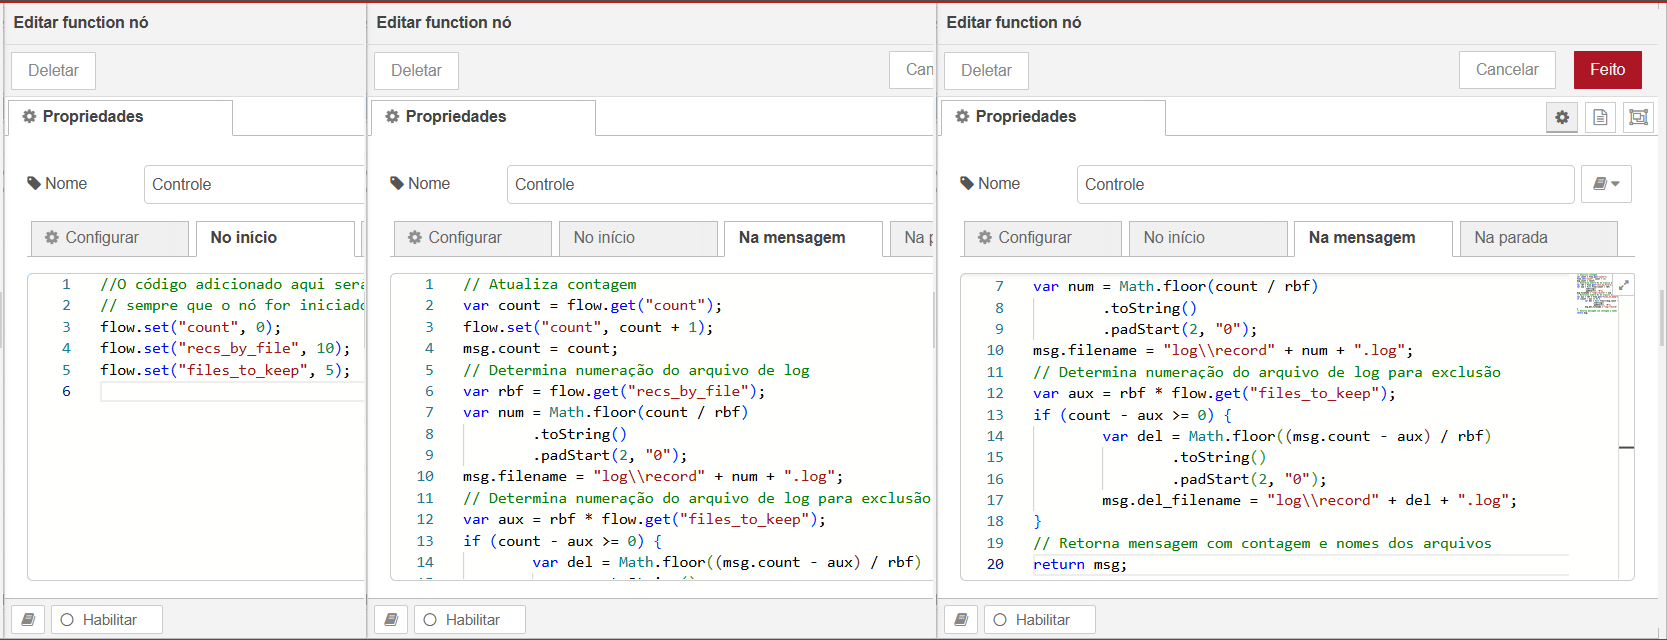 Editar function nó
Deletar
Propriedades
Nome
Controle
Configurar
No início
1 //O código adicionado aqui será
2 // sempre que o nó for iniciado
3 flow.set("count", 0);
4 flow.set("recs_by_file", 10);
5 flow.set("files_to_keep", 5);
6
Habilitar
Editar function nó
Deletar
Can
Propriedades
Nome
Controle
Configurar
No início
Na mensagem
Na p
1 // Atualiza contagem
2 var count = flow.get("count");
3 flow.set("count", count + 1);
4 msg.count = count;
5 // Determina numeração do arquivo de log
6 var rbf = flow.get("recs_by_file");
7 var num = Math.floor(count / rbf)
8 .toString()
9 .padStart(2, "0");
10 msg.filename = "log\\record" + num + ".log";
11 // Determina numeração do arquivo de log para exclusão
12 var aux = rbf * flow.get("files_to_keep");
13 if (count - aux >= 0) {
14 var del = Math.floor((msg.count - aux) / rbf)
Habilitar
Editar function nó
Deletar
Cancelar
Feito
Propriedades
Nome
Controle
Configurar
No início
Na mensagem
Na parada
7 var num = Math.floor(count / rbf)
8 .toString()
9 .padStart(2, "0");
10 msg.filename = "log\\record" + num + ".log";
11 // Determina numeração do arquivo de log para exclusão
12 var aux = rbf * flow.get("files_to_keep");
13 if (count - aux >= 0) {
14 var del = Math.floor((msg.count - aux) / rbf)
15 .toString()
16 .padStart(2, "0");
17 msg.del_filename = "log\\record" + del + ".log";
18 }
19 // Retorna mensagem com contagem e nomes dos arquivos
20 return msg;
Habilitar